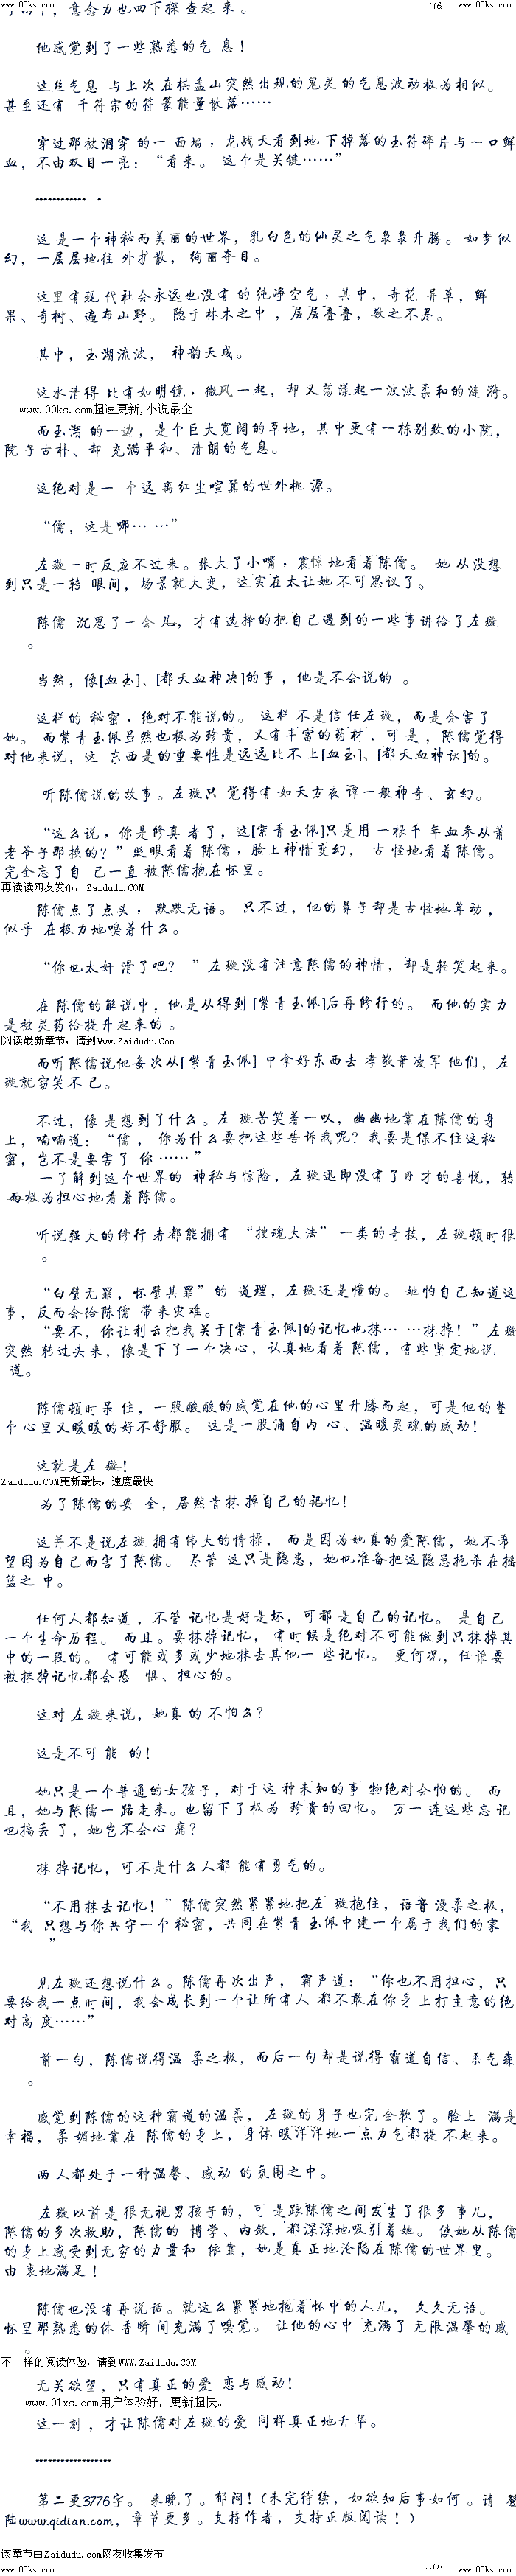 www.00ks.com
www.00ks.com
了两个，意念力也四下探查起来。
他感觉到了一些熟悉的气 息！
这丝气息 与上次在棋盘山突然出现的鬼灵的气息波动极为相似。
甚至还有 千符宗的符篆能量散落……
穿过那被洞穿 的一 面墙，龙战天看到地下掉落的玉符碎片与一口鲜
血，不由双目一亮：“看来。 这个是关键……”
………… ·
这是一个神秘而美丽的世界，乳白色的仙灵之气袅袅升腾。 如梦似
幻，一层层地往 外扩散，绚丽夺目。
这里有现代社会永远也没有的纯净空气，其中，奇花 异草，鲜
果、奇树、遍布山野。 隐于林木之中，层层叠叠，数之不尽。
其中，玉湖流波， 神韵天成。
这水清得 比有如明镜，微风一起，却又荡漾起一波波柔和的涟 漪。
www.00ks.com超速更新,小说最全
而玉湖 的一边，是个巨大宽阔的草地，其中更有一栋别致的小院，
院 子古朴、却 充满平和、清朗的气息。
这绝对是一 个远 离红尘喧嚣的世外桃 源。
“儒，这是哪… …”
左璇一时反应不过来。张大了小嘴，震惊地看着陈儒。 她从没想
到只是一转 眼间，场景就大变，这实在太让她不可思议了。
陈儒 沉思了一会儿，才有选择的把自己遇到的一些事讲给了左璇
。
当然，像[血玉]、[都天血神决]的事，他是不会说的 。
这样的 秘密，绝对不能说的。 这样 不是信任左璇，而是会害了
她。 而紫青玉佩虽然也极为珍贵，又有丰富的药材，可是，陈儒觉得
对他来说，这 东西是的重要性是远远比不上[血玉]、[都天血神诀]的。
听陈儒说的故事。左璇只 觉得有如天方夜 谭一般神奇、玄幻。
“这么说，你是修真者了，这[紫青玉佩]只是用一根千年血参从萧
老爷子那换的？”眨眼看着陈儒，脸上神情变幻， 古怪地看着陈儒。
完全忘了自 己一直被陈儒抱在怀里。
再读读网友发布，Zaidudu.COM
陈儒点了点头，默默无语。 只不过，他的鼻子却是古怪地耸动，
似乎 在极力地嗅着什么。
“你也太奸滑了吧？ ”左璇没有注意陈儒的神情，却是轻笑起来。
在陈儒的解说中，他是从得到[紫青玉佩]后再修行的。 而他的实力
是被灵药给提升起来的。
阅读最新章节，请到Www.Zaidudu.Com
而听陈儒说他每次从[紫青玉佩] 中拿好东西去 孝敬萧凌军他们，左
璇就窃笑不已。
不过，像是想到了什么。左 璇苦笑着一叹，幽幽地靠在陈儒的身
上，喃喃道：“儒， 你为什么要把这些告诉我呢？我要是保不住这秘
密，岂不是要害了 你……”
一了解到这个世界的 神秘与惊险，左璇迅即没有了刚才的喜悦，转
而极为担心地看着陈儒。
听说强大的修行 者都能拥有 “搜魂大法” 一类的奇技，左璇顿时很
。
“白璧无罪，怀璧其罪”的 道理，左璇还是懂的。 她怕自己知道这
事，反而会给陈儒 带来灾难。
“要不，你让利云把我关于[紫青玉佩]的记忆也抹… …抹掉！”左璇
突然 转过头来，像是下了一个决心，认真地看着陈儒，有些坚定地说
道。
陈儒顿时呆住，一股酸酸的感觉在他的心里升腾而起，可是他的整
个心里又暖暖的好不舒服。 这是一股涌自内 心、温暖灵魂的感动！
这就是左 璇！
Zaidudu.COM更新最快，速度最快
为了陈儒的安 全，居然肯抹掉自己的记忆！
这并不是说左璇拥有伟大的情操， 而是因为她真的爱陈儒，她不希
望因为自己而害了陈儒。 尽管 这只是隐患，她也准备把这隐患扼杀在摇
篮之 中。
任何人都知道，不管 记忆是好是坏，可都是自己的记忆。 是自己
一个生命历程。 而且。要抹掉记忆， 有时候是绝对不可能做到只抹掉其
中的一段的。 有可能或多或少地抹去其他一 些记忆。 更何况，任谁要
被抹掉记忆都会恐 惧、担心的。
这对 左璇来说，她真 的不怕么？
这是不可能 的！
她只是一个普通的女孩子，对于这种未知的事 物绝对会怕的。 而
且，她与陈儒一 路走来。也留下了极为 珍贵的回忆。 万一连这些忘记
也搞丢了，她岂不会心 痛？
抹 掉记忆，可不是什么人都 能有勇气的。
“不用抹去记忆！”陈儒突然紧紧地把左 璇抱住，语音漫柔之极，
“我 只想与你共守一个 秘密，共同在紫青 玉佩中建一个属于我们的家
”
见左璇还想说什么。陈儒再次出声， 霸声道：“你也不用担心，只
要给我一点时间，我会成长到一个让所有人 都不敢在你身上打主意的绝
对高 度……”
前一句，陈儒说得温 柔之极，而后一句却是说得霸道自信、杀气森
。
感觉到陈儒的这种霸道的温柔，左璇的身子也完全软了。脸上 满是
幸福，柔媚地靠在 陈儒的身上，身体 暖洋洋地一点力气都提 不起来。
两人都处于一种温馨、感动 的氛围之中。
左璇以前是 很无视男孩子的，可 是跟陈儒之间发生了很多 事儿，
陈儒的多次救助，陈儒的 博学、内敛，都深深地吸引着她。 使她从陈儒
的身上感受到无穷的力量和 依靠，她是真正地沦陷在陈儒的世界里。
由 衷地满足！
陈儒也没有再说话。就这么紧紧地抱着怀中的人儿， 久久无语。
怀里那熟悉的体香瞬 间充满了嗅觉。 让他的心中 充满了无限温馨的感
。
不一样的阅读体验，请到WWW.Zaidudu.COM
无关欲望，只有真正的爱 恋与感动！
www.01xs.com用户体验好，更新超快。
这一刻，才让陈儒对左璇的爱 同样真正地升华。
………………
第二更3776字。 来晚了。郁闷！(未完待续，如欲知后事如何。请 登
陆www.qidian.com，章节更多。支持作者，支持正版阅读！)
该章节由Zaidudu.com网友收集发布
www.00ks.com
www.00ks.com